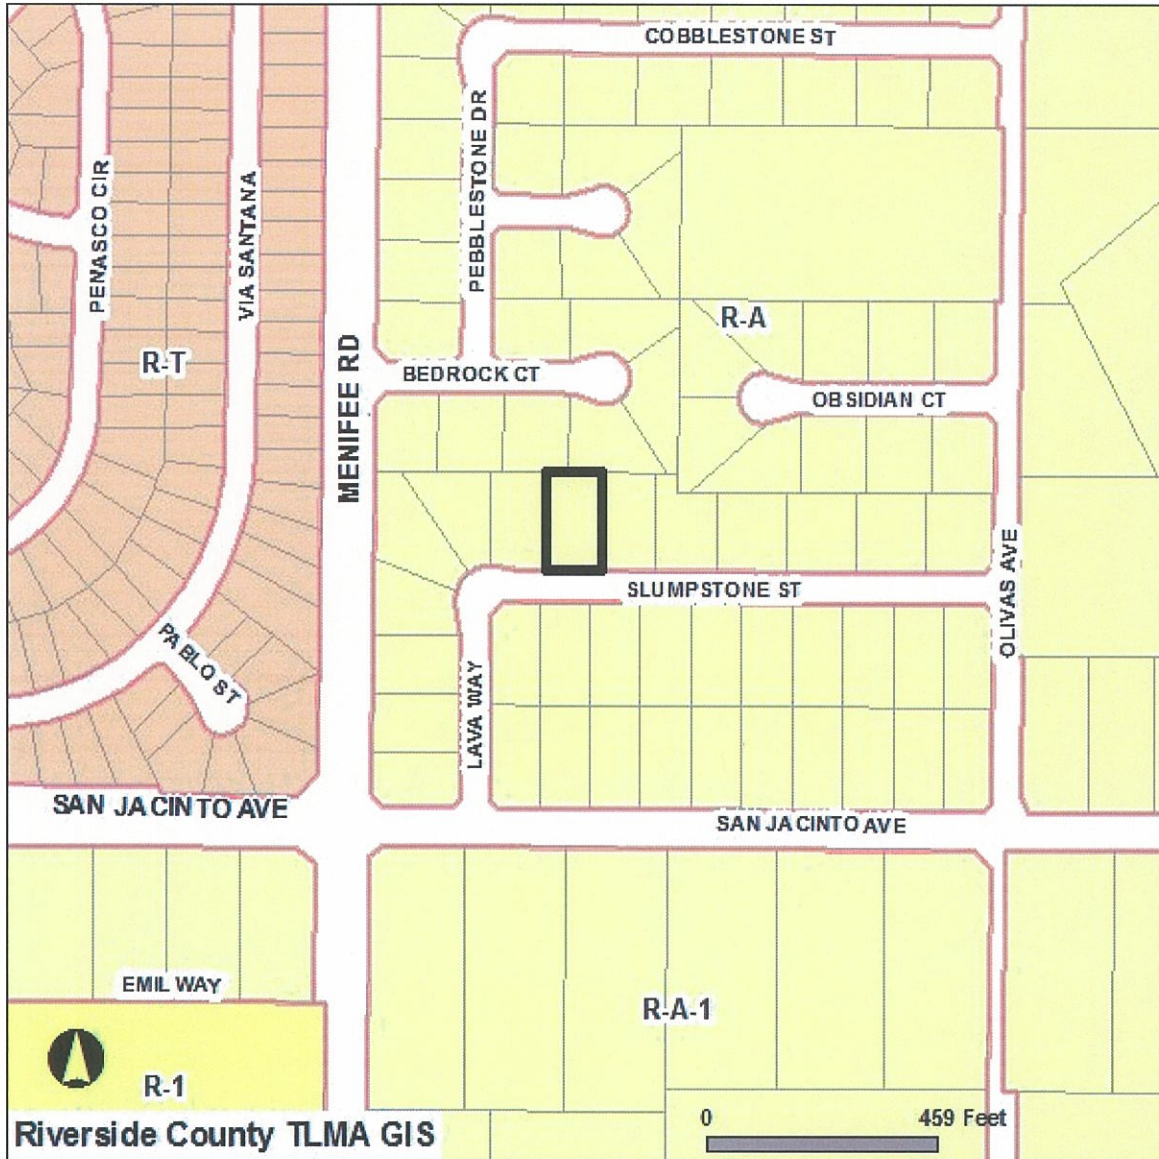 COBBLESTONE ST
PEBBLESTONE DR
PENASCO CIR
VIA SANTANA
R-A
R-T
MENIFEE RD
BEDROCK CT
OBSIDIAN CT
SLUMPSTONE ST
OLIVAS AVE
PABLO ST
LAVA WAY
SAN JACINTO AVE
SAN JACINTO AVE
EMIL WAY
R-A-1
R-1
0 459 Feet
Riverside County TLMA GIS